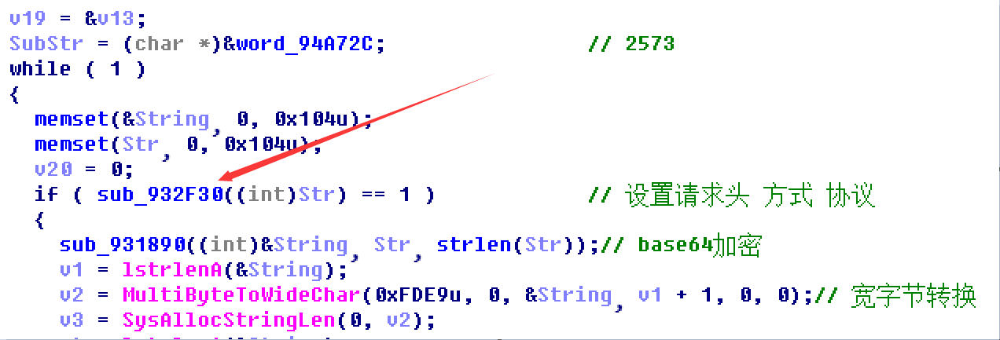 v19 = &v13;
SubStr = (char *)&word_94A72C; // 2573
while ( 1 )
{
memset(&String, 0, 0x104u);
memset(Str, 0, 0x104u);
v20 = 0;
if ( sub_932F30((int)Str) == 1 ) // 设置请求头 方式 协议
{
sub_931890((int)&String, Str, strlen(Str));// base64加密
v1 = lstrlenA(&String);
v2 = MultiByteToWideChar(0xFDE9u, 0, &String, v1 + 1, 0, 0);// 宽字节转换
v3 = SysAllocStringLen(0, v2);